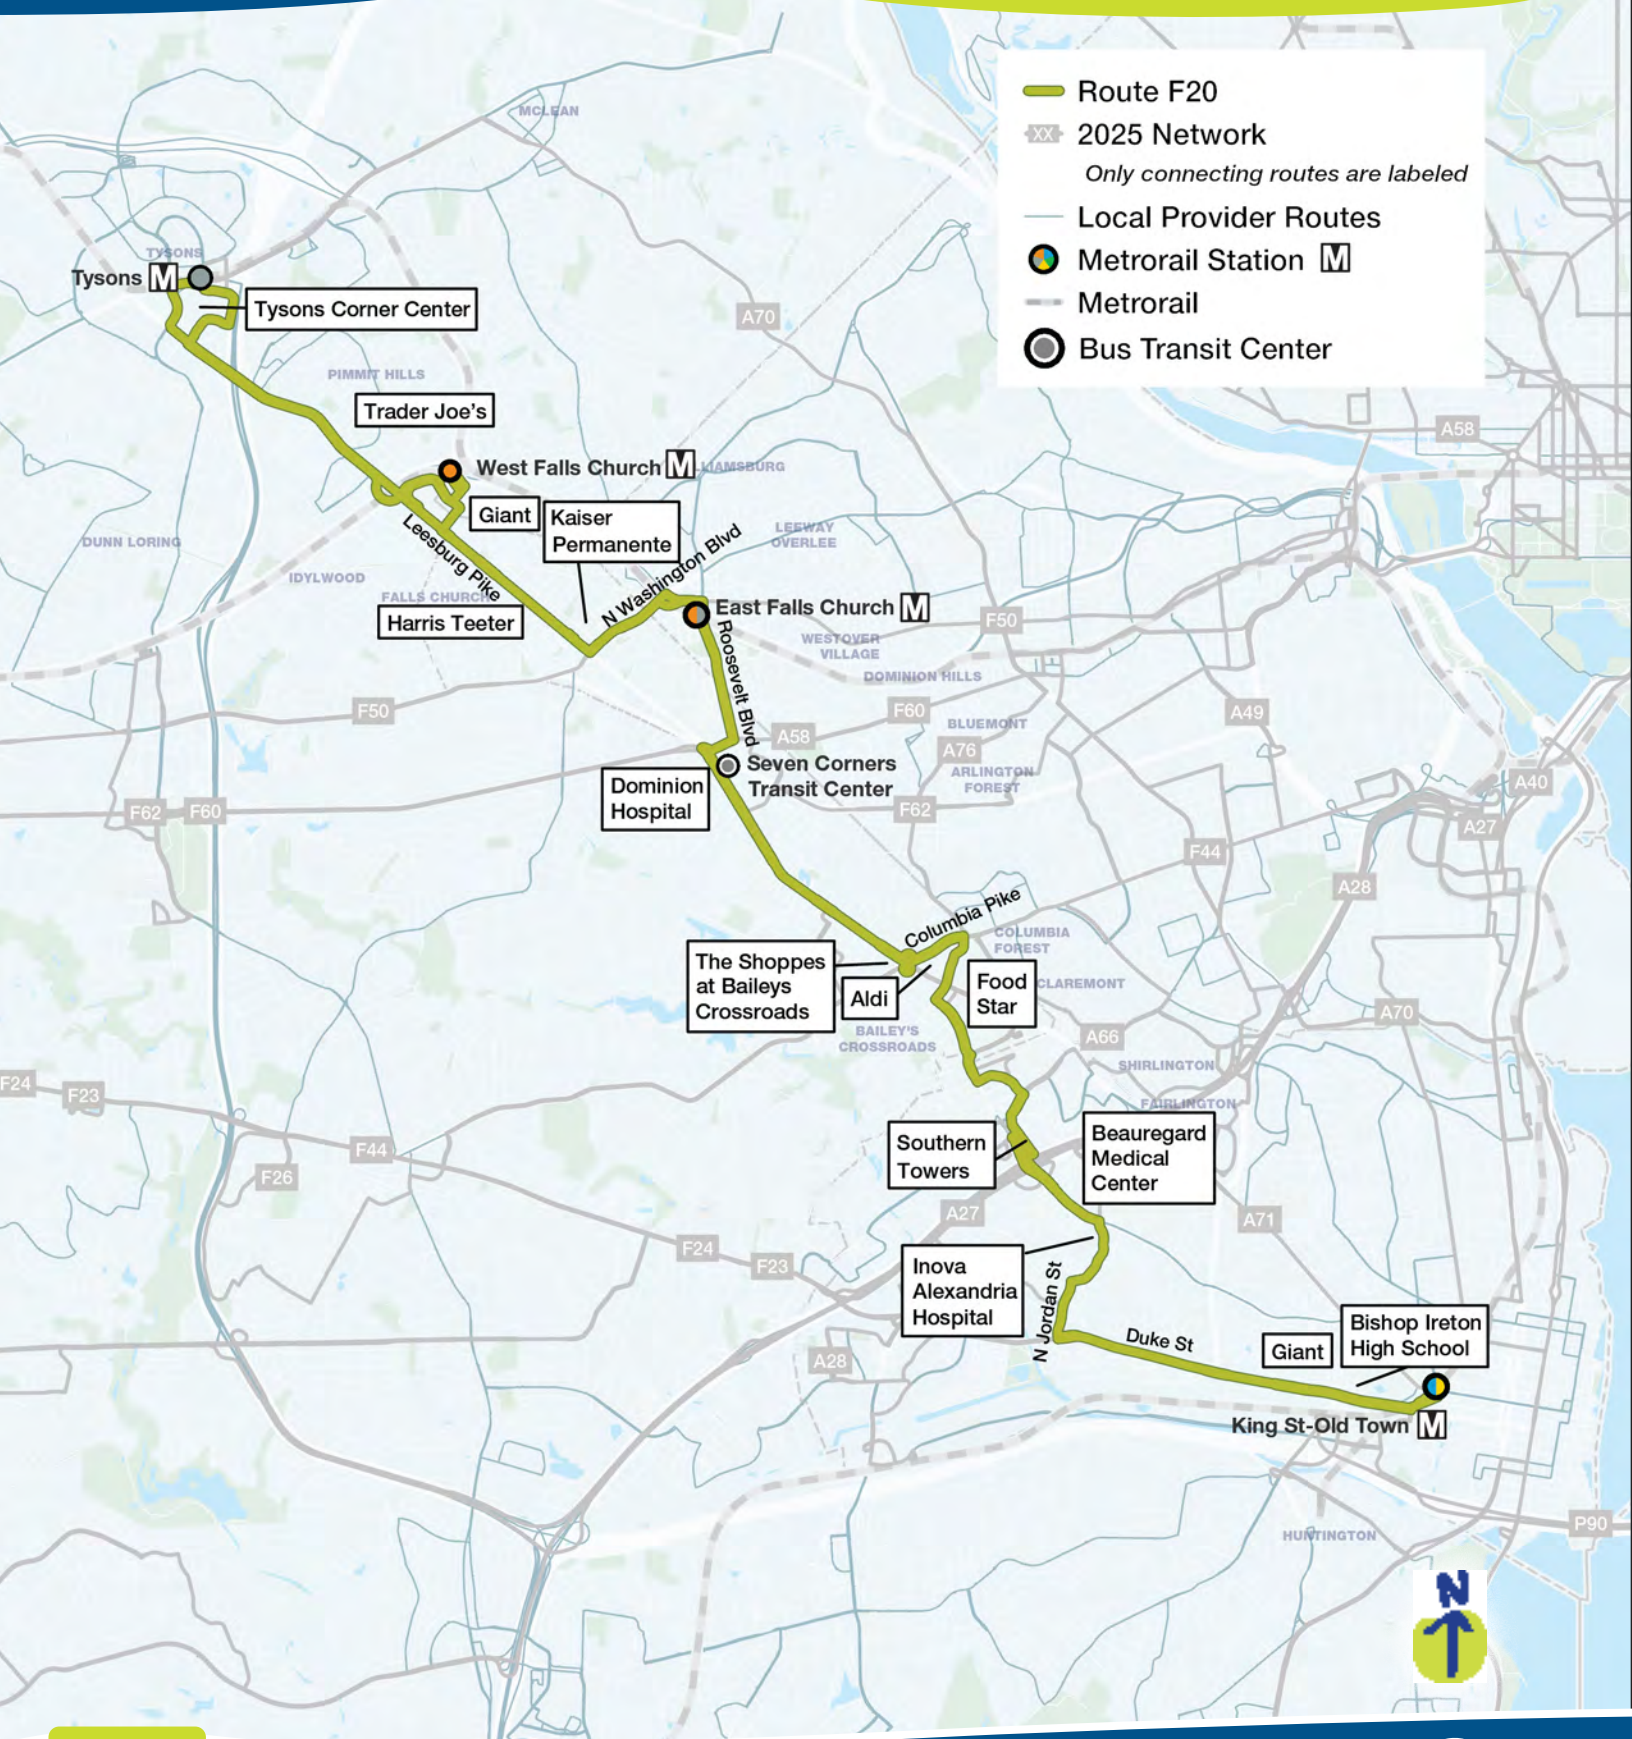 Route F20
XX 2025 Network
Only connecting routes are labeled
Local Provider Routes
Metrorail Station M
Metrorail
Bus Transit Center
MCLEAN
TYSONS
Tysons M
Tysons Corner Center
A70
PIMMIT HILLS
Trader Joe's
A58
West Falls Church M
LIAMSBURG
Giant
Kaiser
Permanente
Leesburg Pike
N Washington Blvd
LEEWAY
OVERLEE
DUNN LORING
IDYLWOOD
FALLS CHURCH
Harris Teeter
East Falls Church M
F50
Roosevelt Blvd
WESTOVER
VILLAGE
DOMINION HILLS
F50
F60
A49
BLUEMONT
A58
A76
Seven Corners
Transit Center
ARLINGTON
FOREST
A40
Dominion
Hospital
F62
F60
F62
A27
F44
A28
Columbia Pike
COLUMBIA
FOREST
The Shoppes
at Baileys
Crossroads
Aldi
Food
Star
CLAREMONT
A70
BAILEY'S
CROSSROADS
A66
SHIRLINGTON
F24
F23
FAIRLINGTON
Southern
Towers
Beauregard
Medical
Center
F44
F26
A27
A71
F24
F23
Inova
Alexandria
Hospital
N Jordan St
Duke St
Giant
Bishop Ireton
High School
A28
King St-Old Town M
P90
HUNTINGTON
N